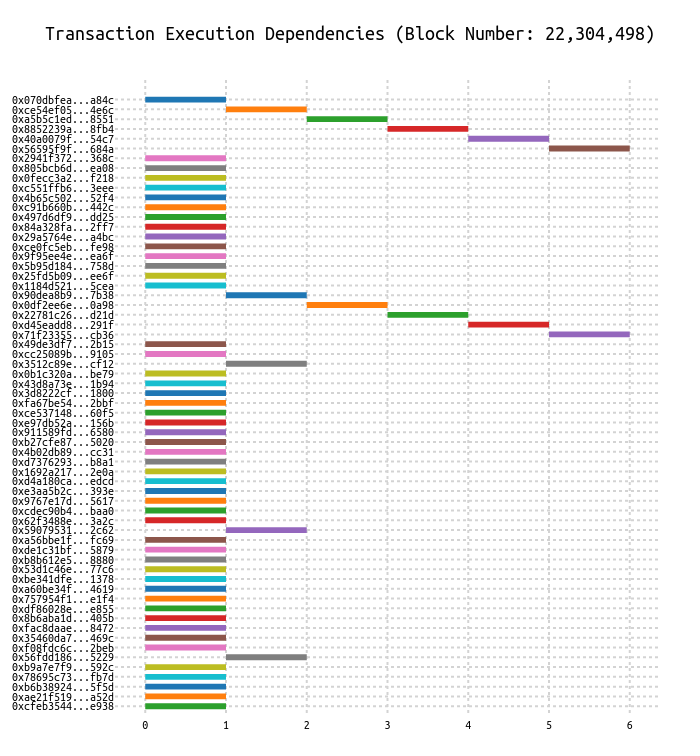 Transaction Execution Dependencies (Block Number: 22,304,498)
0x070dbfea...a84c
0xce54ef05...4e6c
0xa5b5c1ed...8551
0x8852239a...8fb4
0x40a0079f...54c7
0x56595f9f...684a
0x2941f372...368c
0x805bcb6d...ea08
0x0fecc3a2...f218
0xc551ffb6...3eee
0x4b65c502...52f4
0xc91b660b...442c
0x497d6df9...dd25
0x84a328fa...2ff7
0x29a5764e...a4bc
0xce0fc5eb...fe98
0x9f95ee4e...ea6f
0x5b95d184...758d
0x25fd5b09...ee6f
0x1184d521...5cea
0x90dea8b9...7b38
0x0df2ee6e...0a98
0x22781c26...d21d
0xd45eadd8...291f
0x71f23355...cb36
0x49de3df7...2b15
0xcc25089b...9105
0x3512c89e...cf12
0x0b1c320a...be79
0x43d8a73e...1b94
0x3d8222cf...1800
0xfa67be54...2bbf
0xce537148...60f5
0xe97db52a...156b
0x911589fd...6580
0xb27cfe87...5020
0x4b02db89...cc31
0xd7376293...b8a1
0x1692a217...2e0a
0xd4a180ca...edcd
0xe3aa5b2c...393e
0x9767e17d...5617
0xcdec90b4...baa0
0x62f3488e...3a2c
0x59079531...2c62
0xa56bbe1f...fc69
0xde1c31bf...5879
0xb8b612e5...8880
0x53d1c46e...77c6
0xbe341dfe...1378
0xa60be34f...4619
0x757954f1...e1f4
0xdf86028e...e855
0x8b6aba1d...405b
0xfac8daae...8472
0x35460da7...469c
0xf08fdc6c...2beb
0x56fdd186...5229
0xb9a7e7f9...592c
0x78695c73...fb7d
0xb6b38924...5f5d
0xae21f519...a52d
0xcfeb3544...e938
0 1 2 3 4 5 6